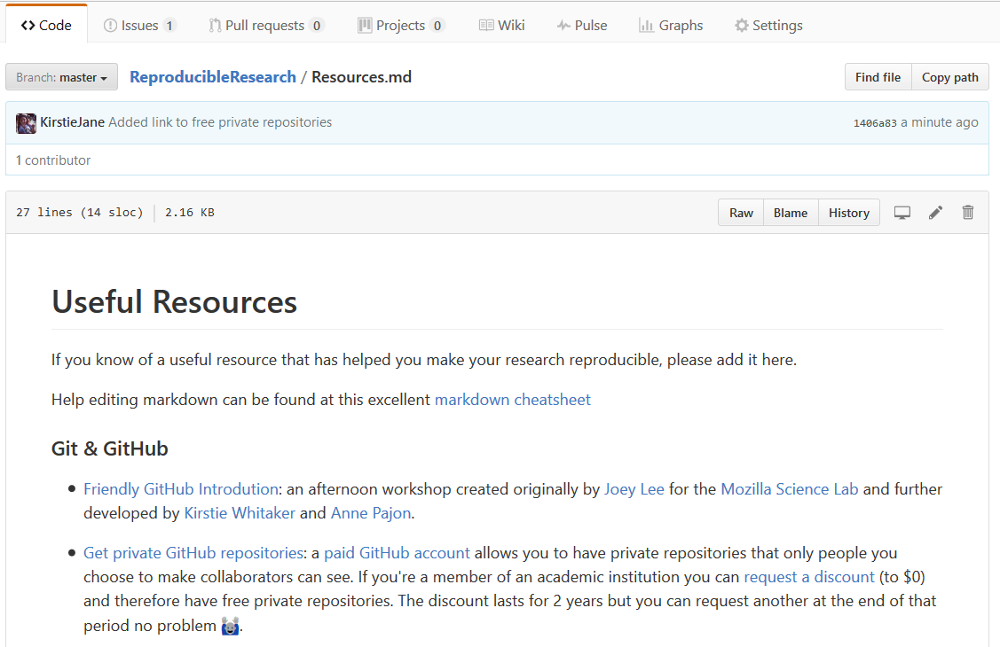 Code Issues 1 Pull requests 0 Projects 0 Wiki Pulse Graphs Settings
Branch: master ReproducibleResearch / Resources.md Find file Copy path
KirstieJane Added link to free private repositories 1406a83 a minute ago
1 contributor
27 lines (14 sloc) 2.16 KB Raw Blame History
Useful Resources
If you know of a useful resource that has helped you make your research reproducible, please add it here.
Help editing markdown can be found at this excellent markdown cheatsheet
Git & GitHub
Friendly GitHub Introdution: an afternoon workshop created originally by Joey Lee for the Mozilla Science Lab and further
developed by Kirstie Whitaker and Anne Pajon.
Get private GitHub repositories: a paid GitHub account allows you to have private repositories that only people you
choose to make collaborators can see. If you're a member of an academic institution you can request a discount (to $0)
and therefore have free private repositories. The discount lasts for 2 years but you can request another at the end of that
period no problem 🙌.